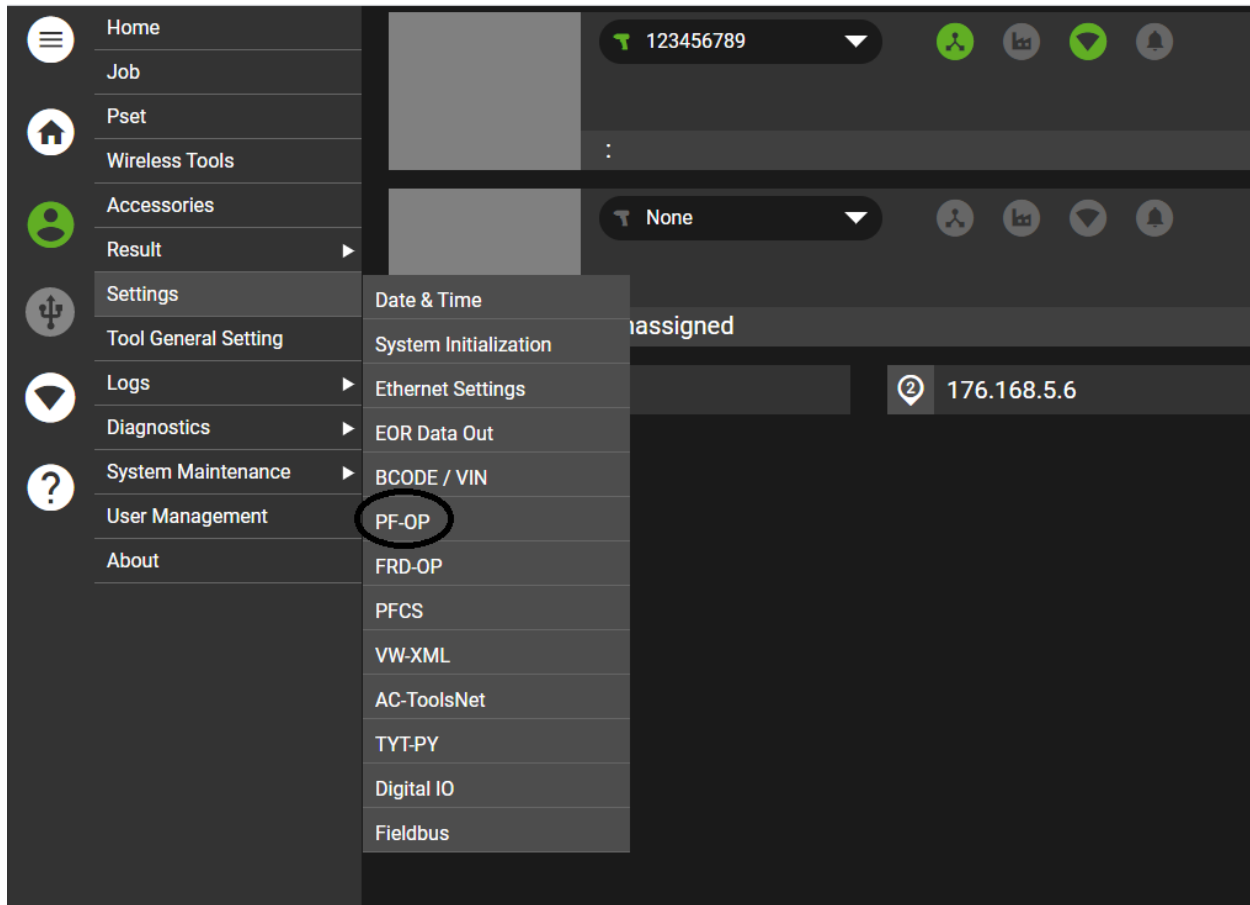 Home
Job
Pset
Wireless Tools
Accessories
Result
Settings
Tool General Setting
Logs
Diagnostics
System Maintenance
User Management
About
Date & Time
System Initialization
Ethernet Settings
EOR Data Out
BCODE / VIN
PF-OP
FRD-OP
PFCS
VW-XML
AC-ToolsNet
TYT-PY
Digital IO
Fieldbus
123456789
:
None
nassigned
2 176.168.5.6
?